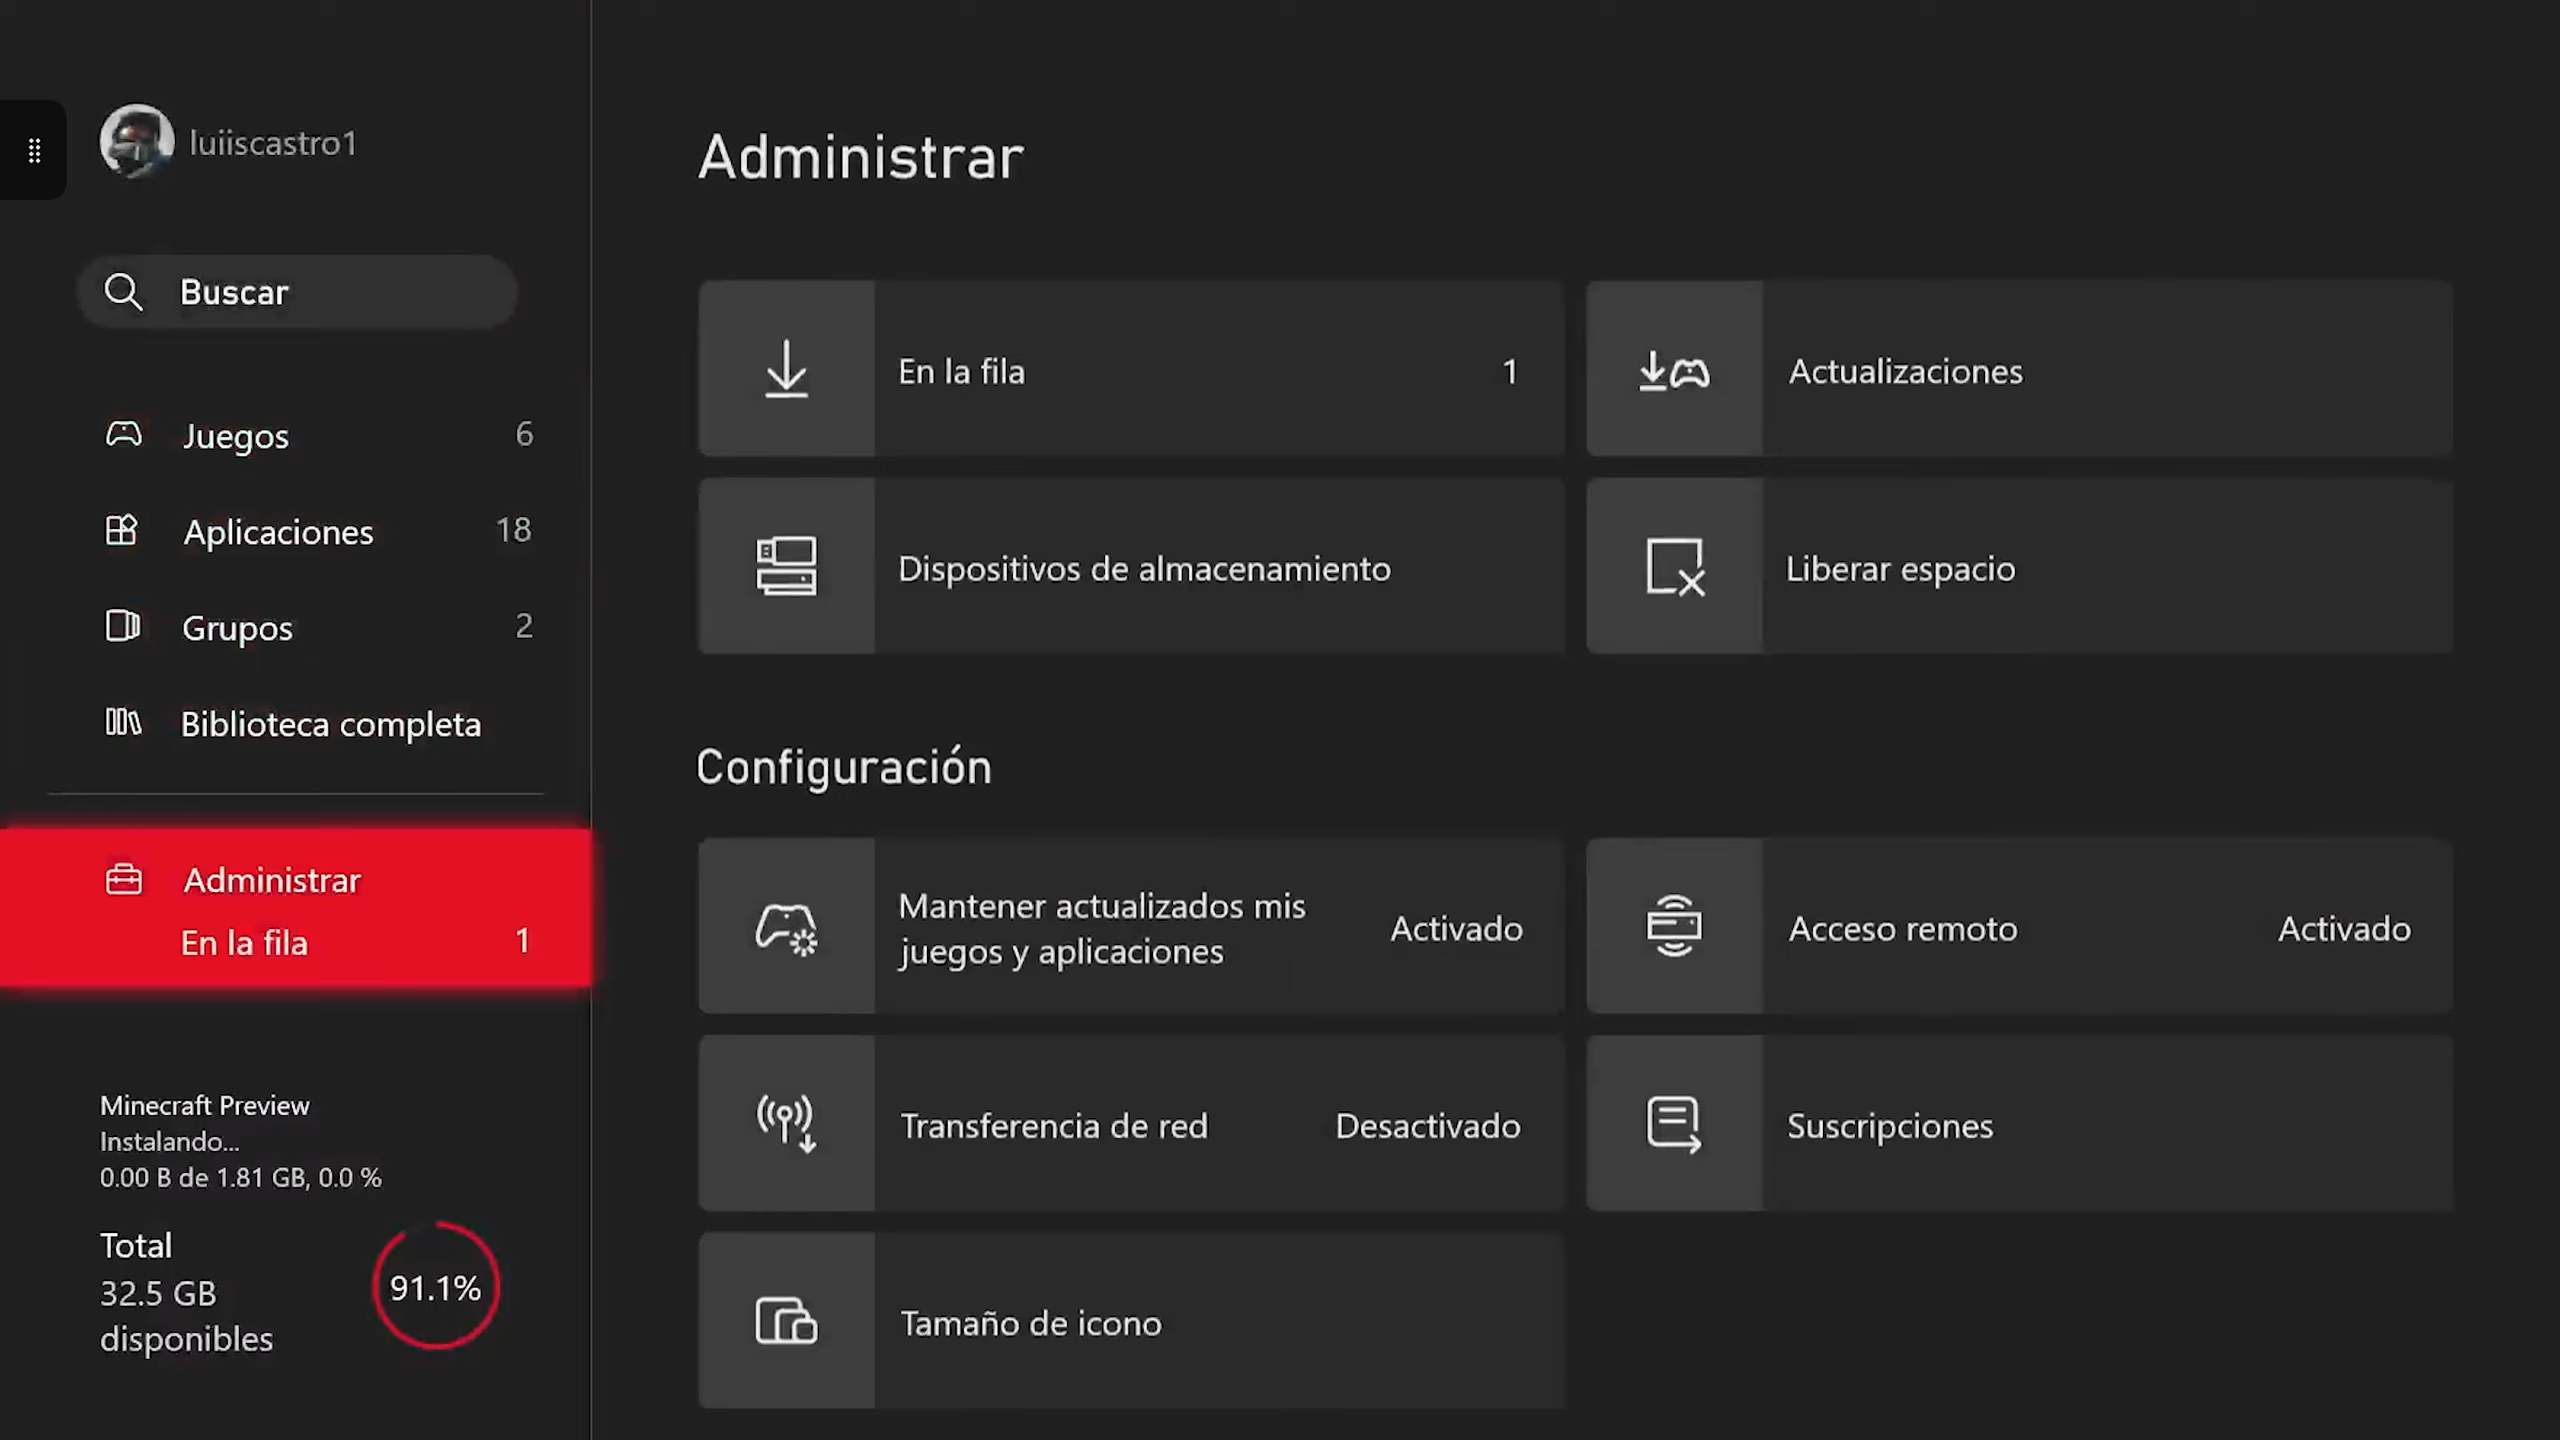 luiiscastro1
Buscar
Juegos 6
Aplicaciones 18
Grupos 2
Biblioteca completa
Administrar
En la fila 1
Minecraft Preview
Instalando...
0.00 B de 1.81 GB, 0.0 %
Total
32.5 GB
disponibles
91.1%
Administrar
En la fila 1
Actualizaciones
Dispositivos de almacenamiento
Liberar espacio
Configuración
Mantener actualizados mis
juegos y aplicaciones
Activado
Acceso remoto Activado
Transferencia de red Desactivado
Suscripciones
Tamaño de icono